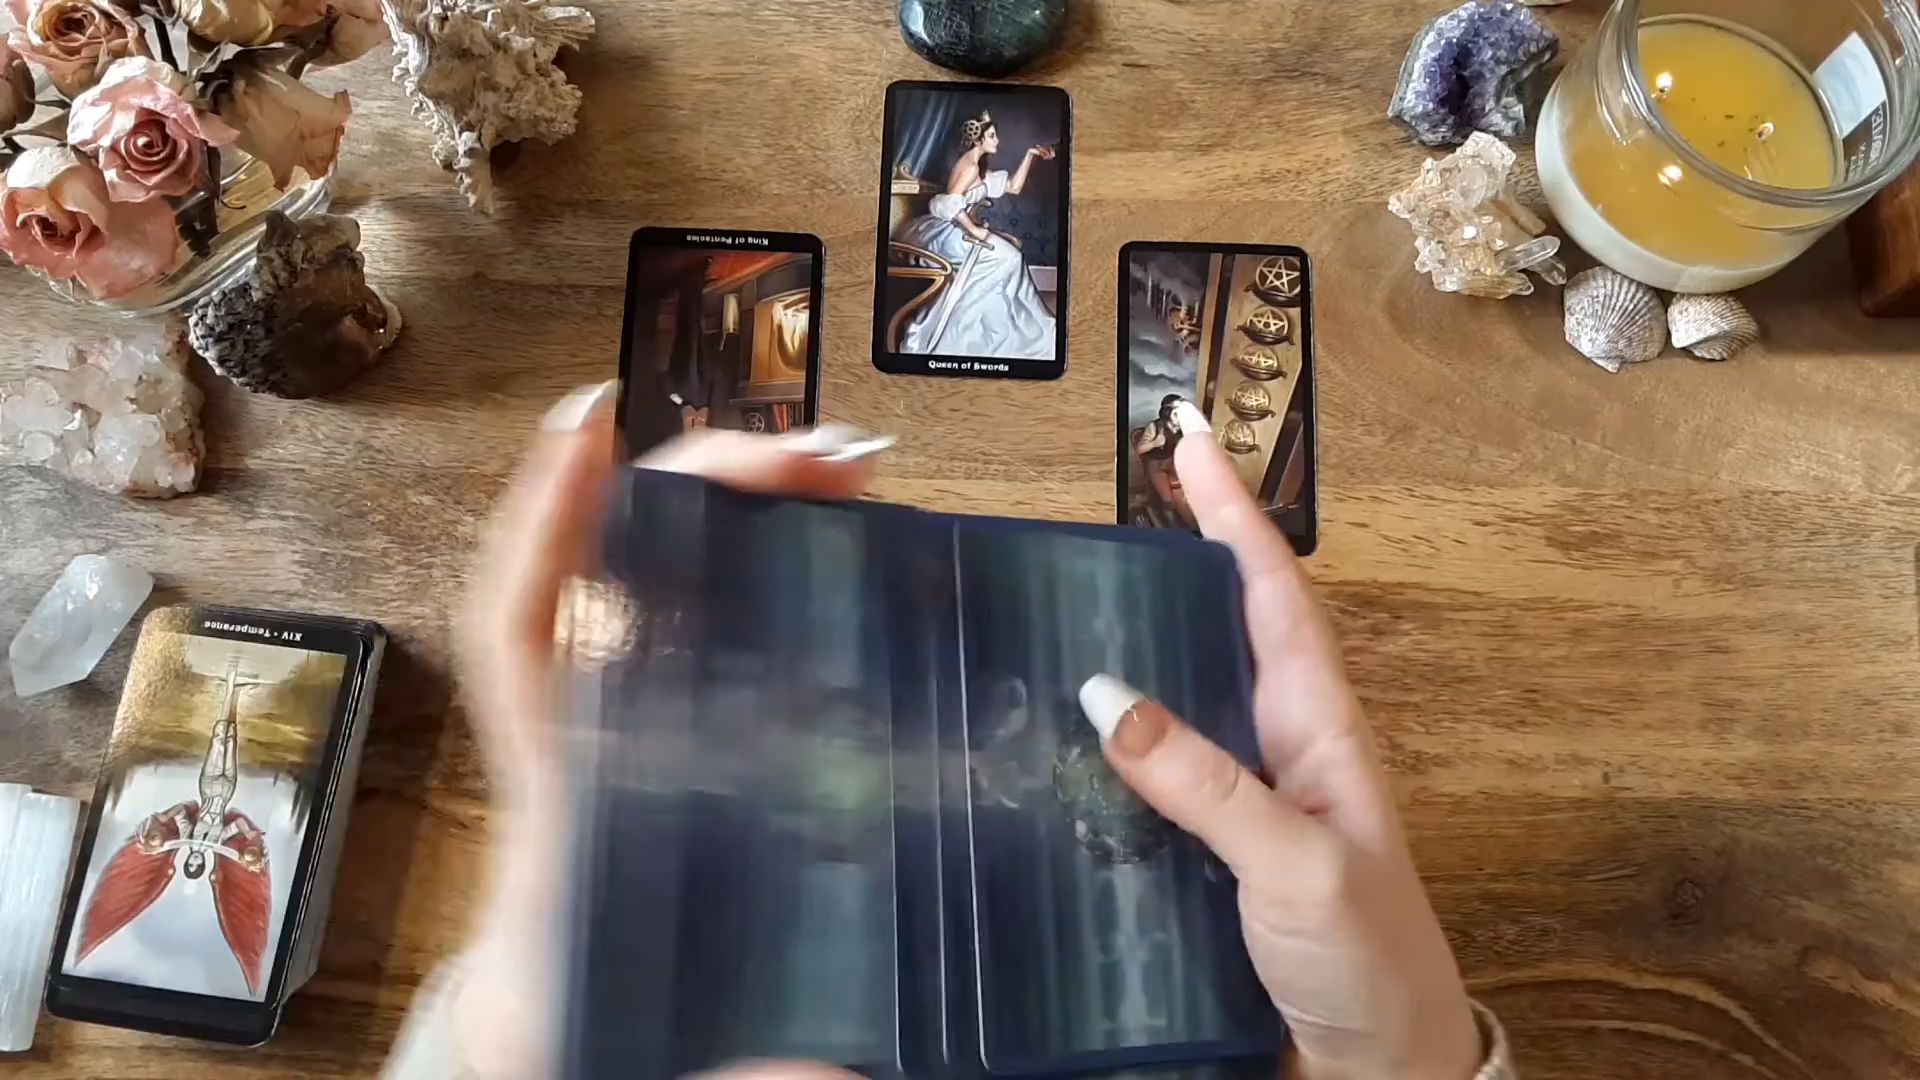 Queen of Swords
King of Pentacles
XIV • Temperance